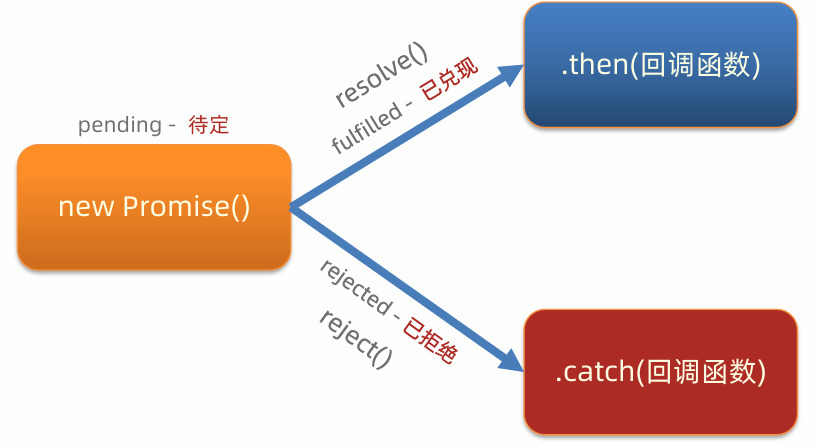 pending - 待定
new Promise()
resolve()
fulfilled - 已兑现
.then(回调函数)
rejected - 已拒绝
reject()
.catch(回调函数)